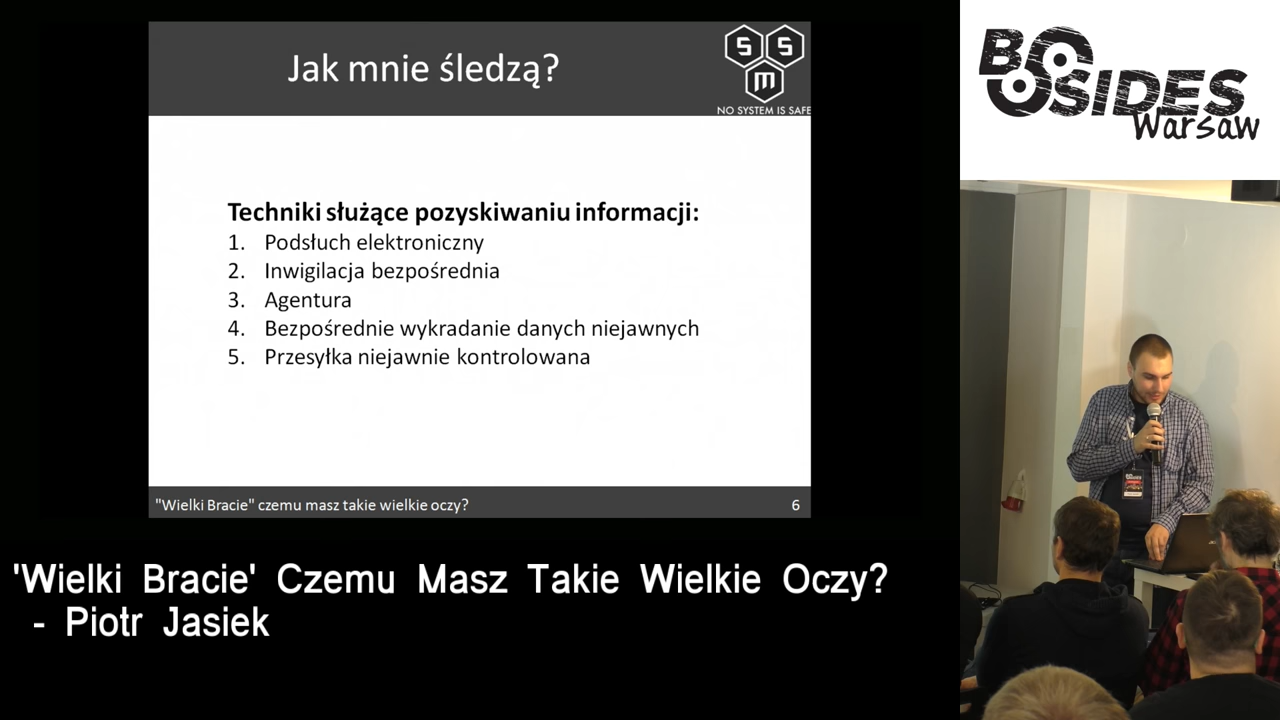 Jak mnie śledzą?
S S
m
NO SYSTEM IS SAFE
Techniki służące pozyskiwaniu informacji:
1. Podsłuch elektroniczny
2. Inwigilacja bezpośrednia
3. Agentura
4. Bezpośrednie wykradanie danych niejawnych
5. Przesyłka niejawnie kontrolowana
"Wielki Bracie" czemu masz takie wielkie oczy?
6
'Wielki Bracie' Czemu Masz Takie Wielkie Oczy?
- Piotr Jasiek
BSIDES
Warsaw
BSIDES